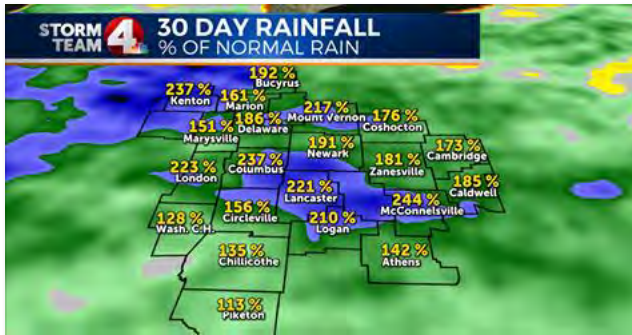 STORM
TEAM 4
30 DAY RAINFALL
% OF NORMAL RAIN
192 %
Bucyrus
237 %
Kenton
161 %
Marion
217 %
Mount Vernon
176 %
Coshocton
186 %
Delaware
151 %
Marysville
191 %
Newark
173 %
Cambridge
237 %
Columbus
181 %
Zanesville
223 %
London
221 %
Lancaster
185 %
Caldwell
244 %
McConnelsville
156 %
Circleville
210 %
Logan
128 %
Wash. C.H.
135 %
Chillicothe
142 %
Athens
113 %
Piketon